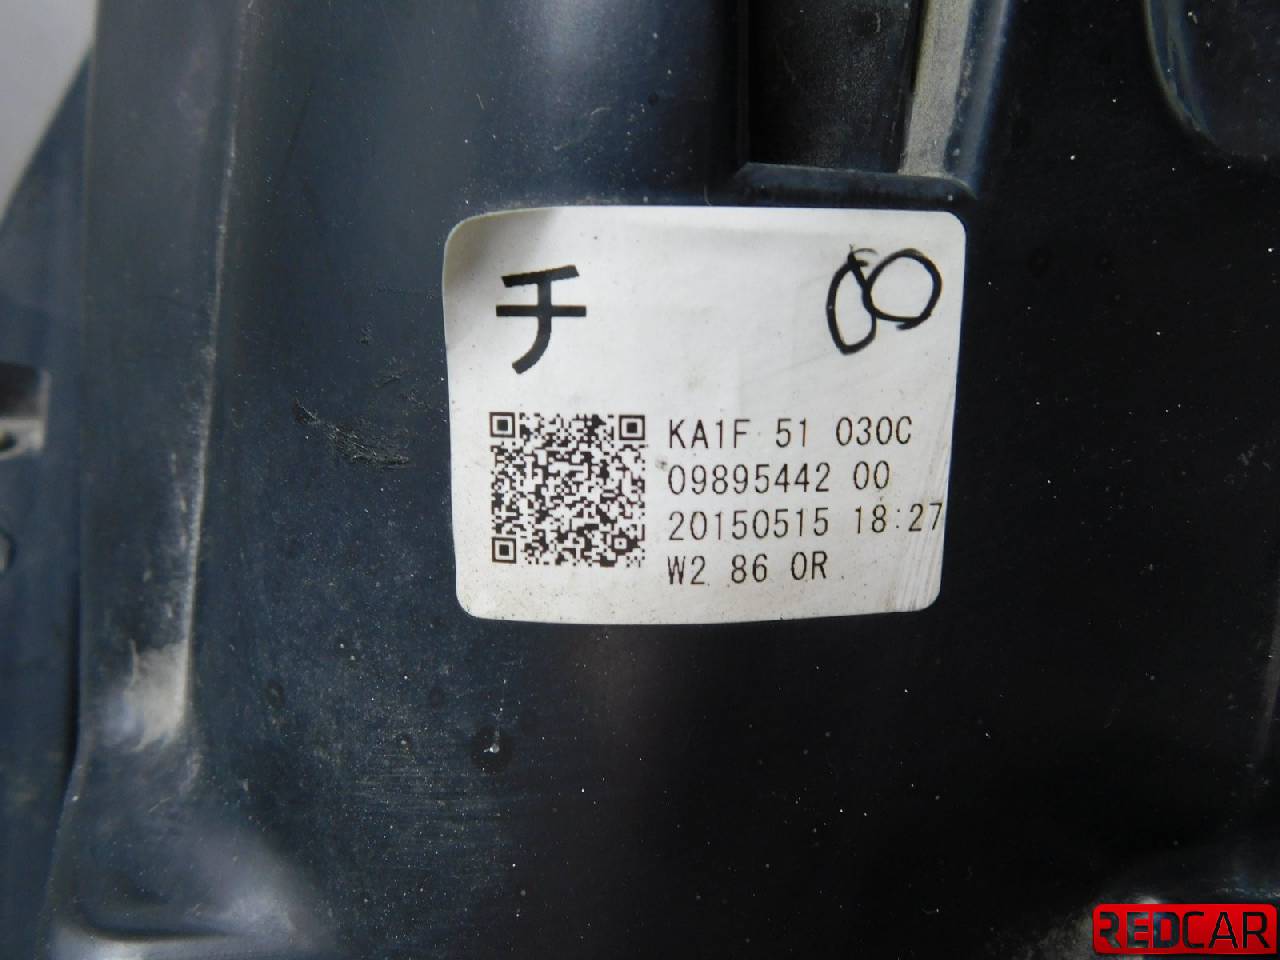 チ
KA1F 51 030C
09895442 00
20150515 18:27
W2 86 0R
REDCAR